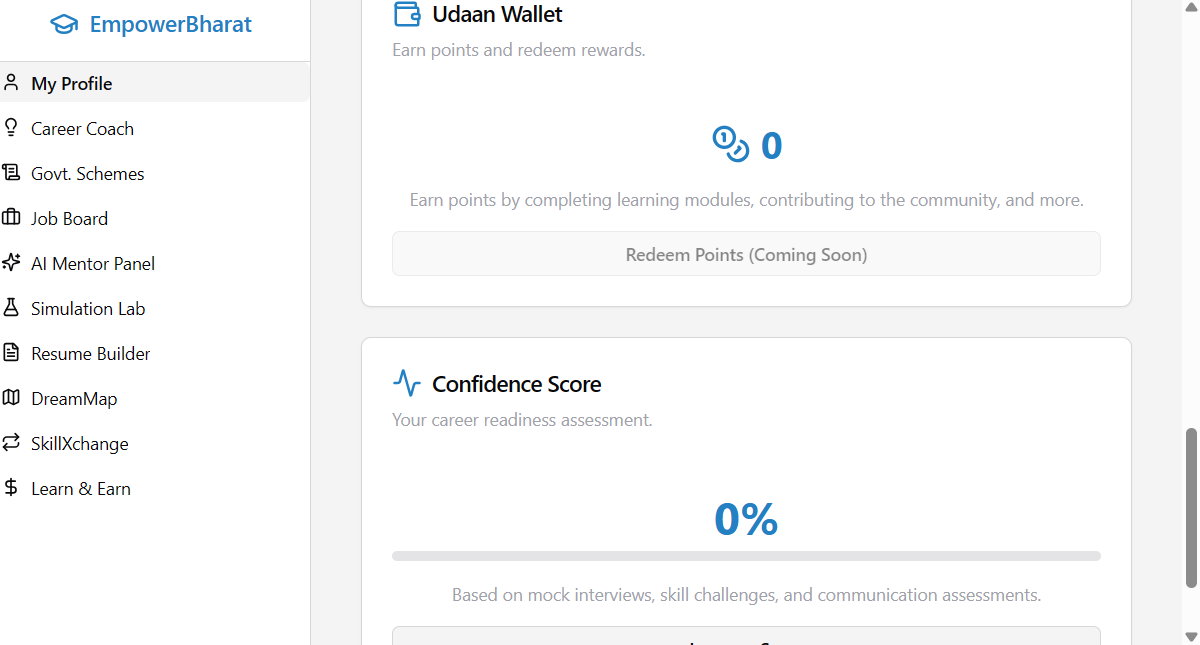 EmpowerBharat
My Profile
Career Coach
Govt. Schemes
Job Board
AI Mentor Panel
Simulation Lab
Resume Builder
DreamMap
SkillXchange
Learn & Earn
Udaan Wallet
Earn points and redeem rewards.
0
Earn points by completing learning modules, contributing to the community, and more.
Redeem Points (Coming Soon)
Confidence Score
Your career readiness assessment.
0%
Based on mock interviews, skill challenges, and communication assessments.